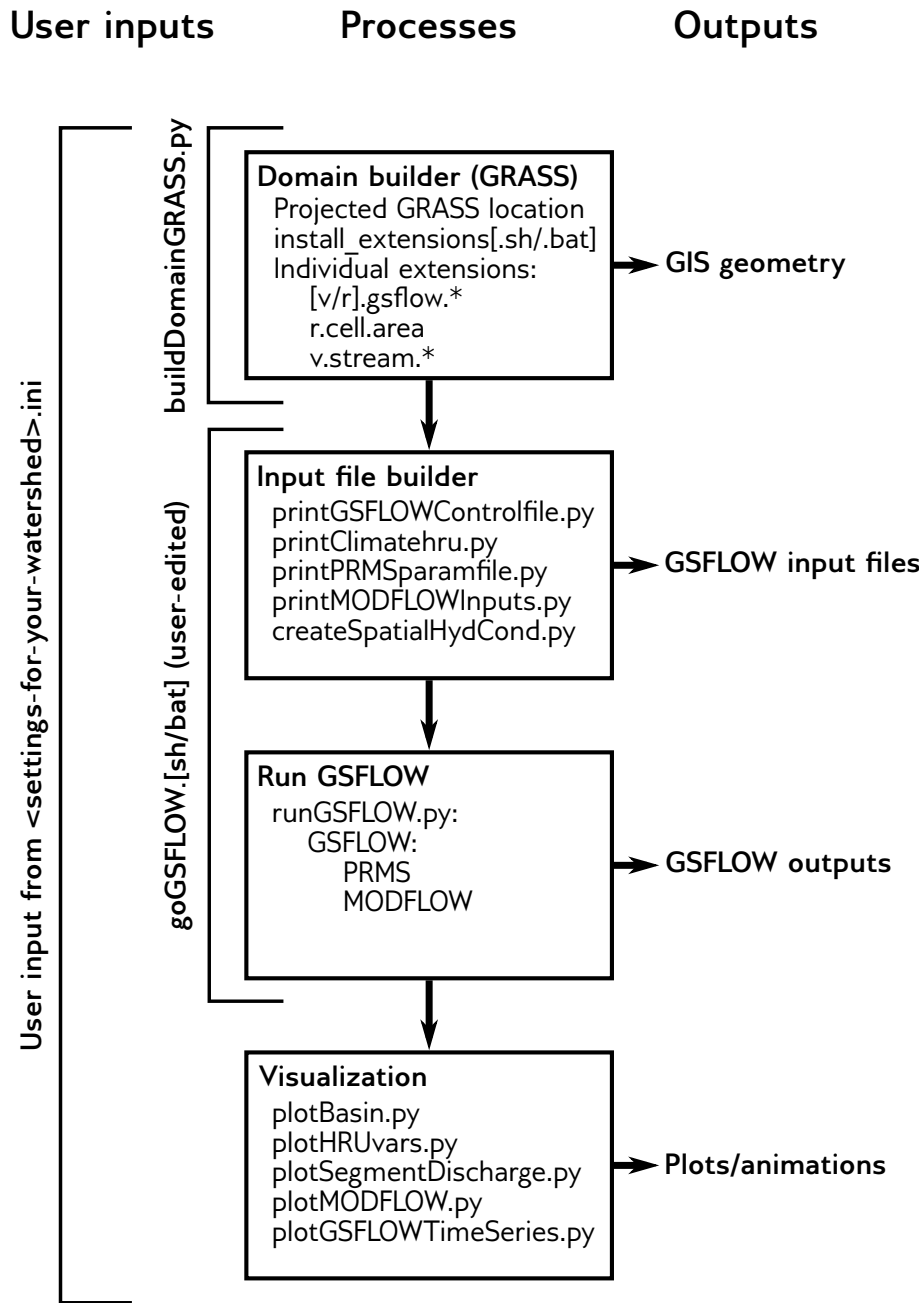 User inputs
Processes
Outputs
User input from <settings-for-your-watershed>.ini
buildDomainGRASS.py
Domain builder (GRASS)
Projected GRASS location
install_extensions[.sh/.bat]
Individual extensions:
[v/r].gsflow.*
r.cell.area
v.stream.*
GIS geometry
goGSFLOW.[sh/bat] (user-edited)
Input file builder
printGSFLOWControlfile.py
printClimatehru.py
printPRMSparamfile.py
printMODFLOWInputs.py
createSpatialHydCond.py
GSFLOW input files
Run GSFLOW
runGSFLOW.py:
GSFLOW:
PRMS
MODFLOW
GSFLOW outputs
Visualization
plotBasin.py
plotHRUvars.py
plotSegmentDischarge.py
plotMODFLOW.py
plotGSFLOWTimeSeries.py
Plots/animations